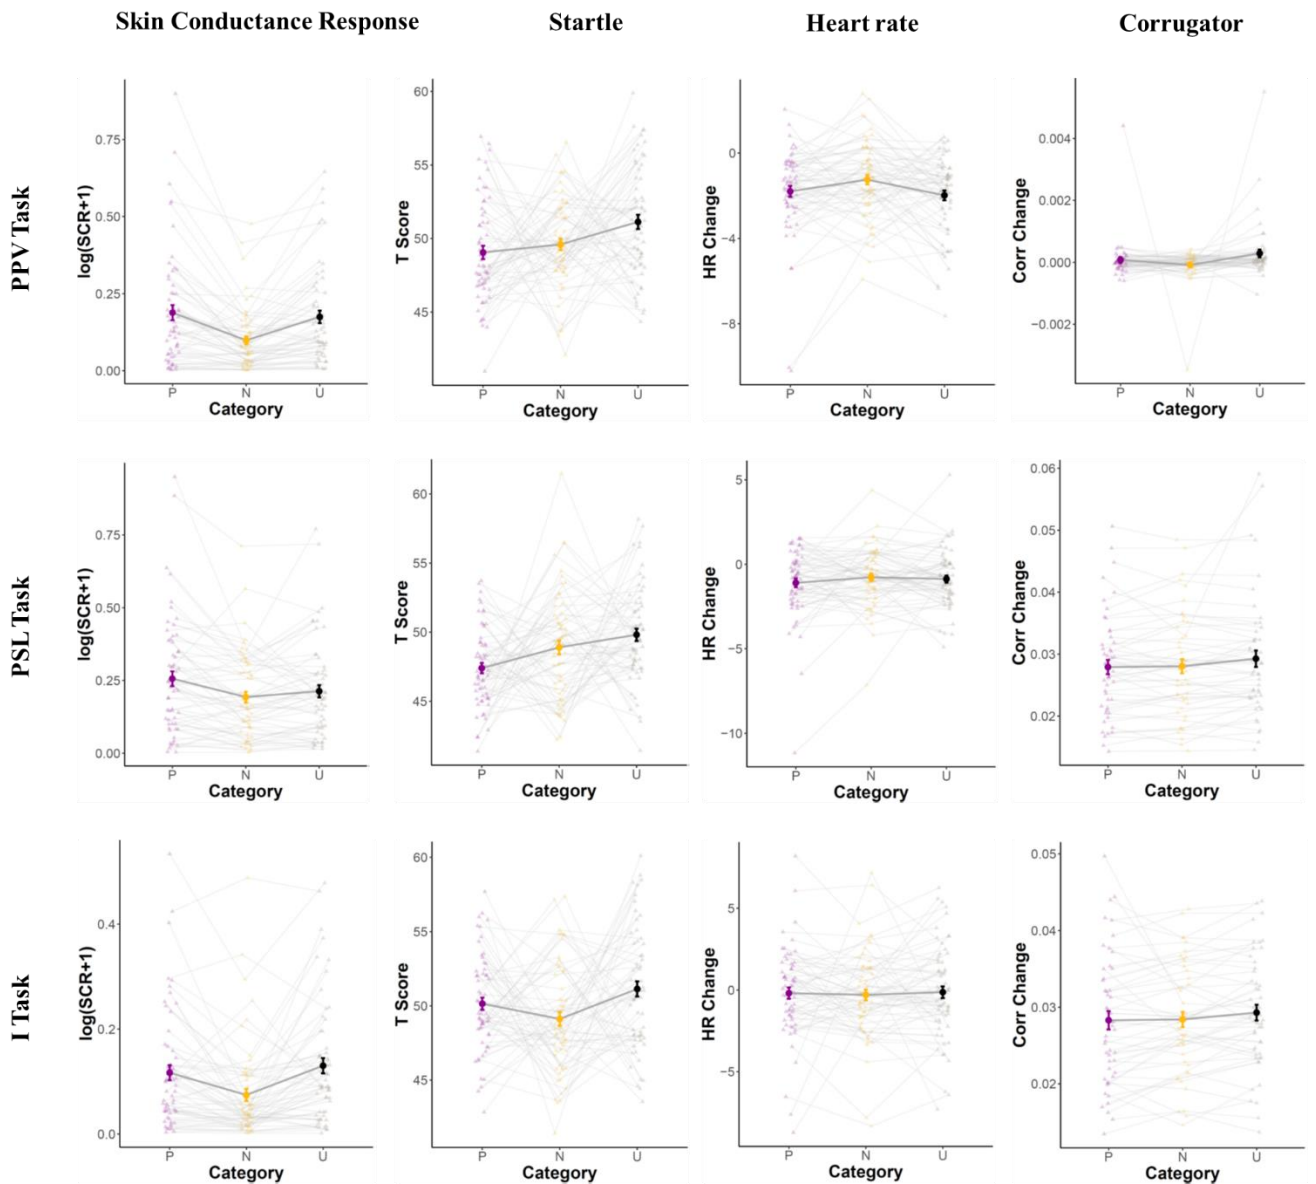 Skin Conductance Response Startle Heart rate Corrugator
PPV Task
log(SCR+1)
0.75
0.50
0.25
0.00
P N U
Category
T Score
60
55
50
45
P N U
Category
HR Change
0
−4
−8
P N U
Category
Corr Change
0.004
0.002
0.000
−0.002
P N U
Category
PSL Task
log(SCR+1)
0.75
0.50
0.25
0.00
P N U
Category
T Score
60
55
50
45
P N U
Category
HR Change
5
0
−5
−10
P N U
Category
Corr Change
0.06
0.05
0.04
0.03
0.02
P N U
Category
I Task
log(SCR+1)
0.4
0.2
0.0
P N U
Category
T Score
60
55
50
45
P N U
Category
HR Change
5
0
−5
P N U
Category
Corr Change
0.05
0.04
0.03
0.02
P N U
Category